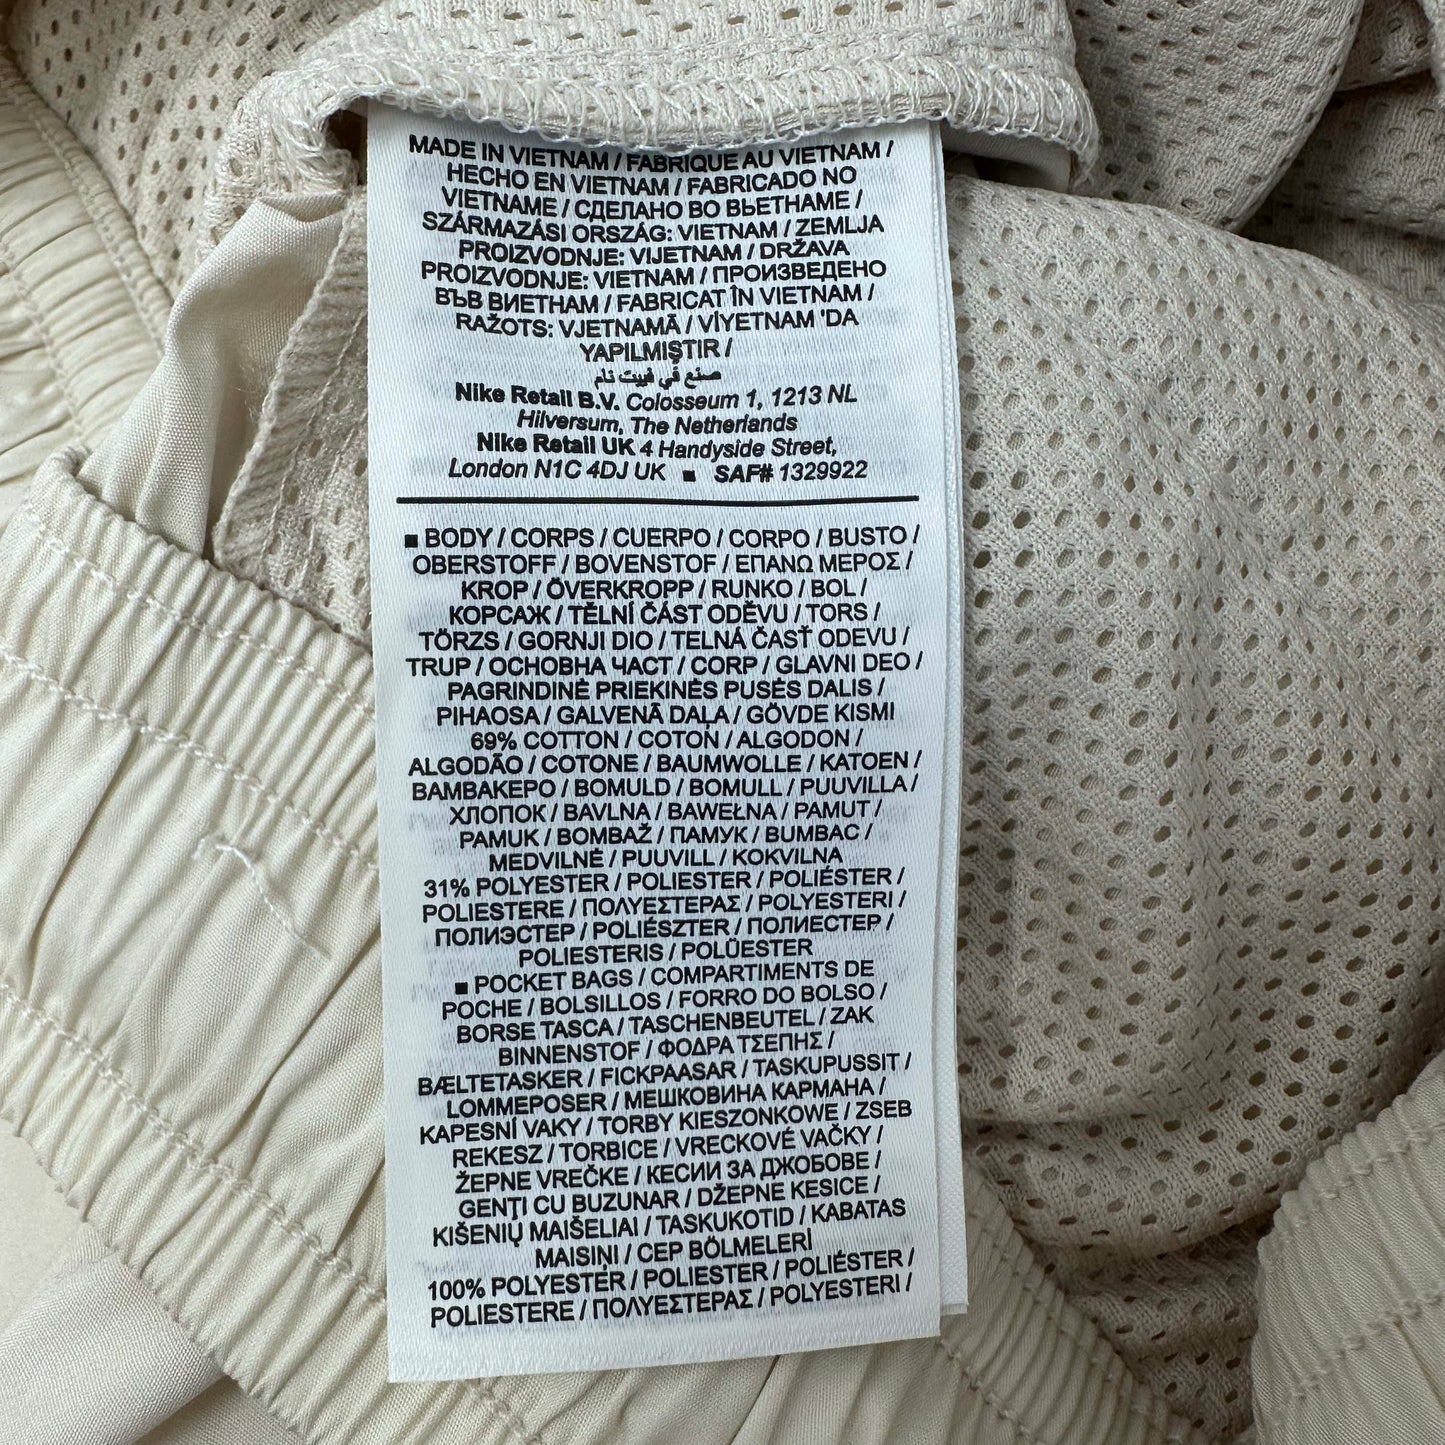 MADE IN VIETNAM / FABRIQUÉ AU VIETNAM /
HECHO EN VIETNAM / FABRICADO NO
VIETNAME / СДЕЛАНО ВО ВЬЕТНАМЕ /
SZÁRMAZÁSI ORSZÁG: VIETNAM / ZEMLJA
PROIZVODNJE: VIJETNAM / DRŽAVA
PROIZVODNJE: VIETNAM / ПРОИЗВЕДЕНО
ВЪВ ВИЕТНАМ / FABRICAT ÎN VIETNAM /
RAŽOTS: VJETNAMĀ / VİYETNAM 'DA
YAPILMIŞTIR /
صنع في فييت نام
Nike Retail B.V. Colosseum 1, 1213 NL
Hilversum, The Netherlands
Nike Retail UK 4 Handyside Street,
London N1C 4DJ UK ■ SAF# 1329922
■ BODY / CORPS / CUERPO / CORPO / BUSTO /
OBERSTOFF / BOVENSTOF / ΕΠΑΝΩ ΜΕΡΟΣ /
KROP / ÖVERKROPP / RUNKO / BOL /
КОРСАЖ / TĚLNÍ ČÁST ODĚVU / TORS /
TÖRZS / GORNJI DIO / TELNÁ ČASŤ ODEVU /
TRUP / ОСНОВНА ЧАСТ / CORP / GLAVNI DEO /
PAGRINDINĖ PRIEKINĖS PUSĖS DALIS /
PIHAOSA / GALVENĀ DAĻA / GÖVDE KISMI
69% COTTON / COTON / ALGODON /
ALGODÃO / COTONE / BAUMWOLLE / KATOEN /
ΒΑΜΒΑΚΕΡΟ / BOMULD / BOMULL / PUUVILLA /
ХЛОПОК / BAVLNA / BAWEŁNA / PAMUT /
PAMUK / BOMBAŽ / ПАМУК / BUMBAC /
MEDVILNĖ / PUUVILL / KOKVILNA
31% POLYESTER / POLIESTER / POLIÉSTER /
POLIESTERE / ΠΟΛΥΕΣΤΕΡΑΣ / POLYESTERI /
ПОЛИЭСТЕР / POLIÉSZTER / ПОЛИЕСТЕР /
POLIESTERIS / POLÜESTER
■ POCKET BAGS / COMPARTIMENTS DE
POCHE / BOLSILLOS / FORRO DO BOLSO /
BORSE TASCA / TASCHENBEUTEL / ZAK
BINNENSTOF / ΦΟΔΡΑ ΤΣΕΠΗΣ /
BÆLTETASKER / FICKPAASAR / TASKUPUSSIT /
LOMMEPOSER / МЕШКОВИНА КАРМАНА /
KAPESNÍ VAKY / TORBY KIESZONKOWE / ZSEB
REKESZ / TORBICE / VRECKOVÉ VAČKY /
ŽEPNE VREČKE / КЕСИИ ЗА ДЖОБОВЕ /
GENŢI CU BUZUNAR / DŽEPNE KESICE /
KIŠENIŲ MAIŠELIAI / TASKUKOTID / KABATAS
MAISIŅI / CEP BÖLMELERİ
100% POLYESTER / POLIESTER / POLIÉSTER /
POLIESTERE / ΠΟΛΥΕΣΤΕΡΑΣ / POLYESTERI /